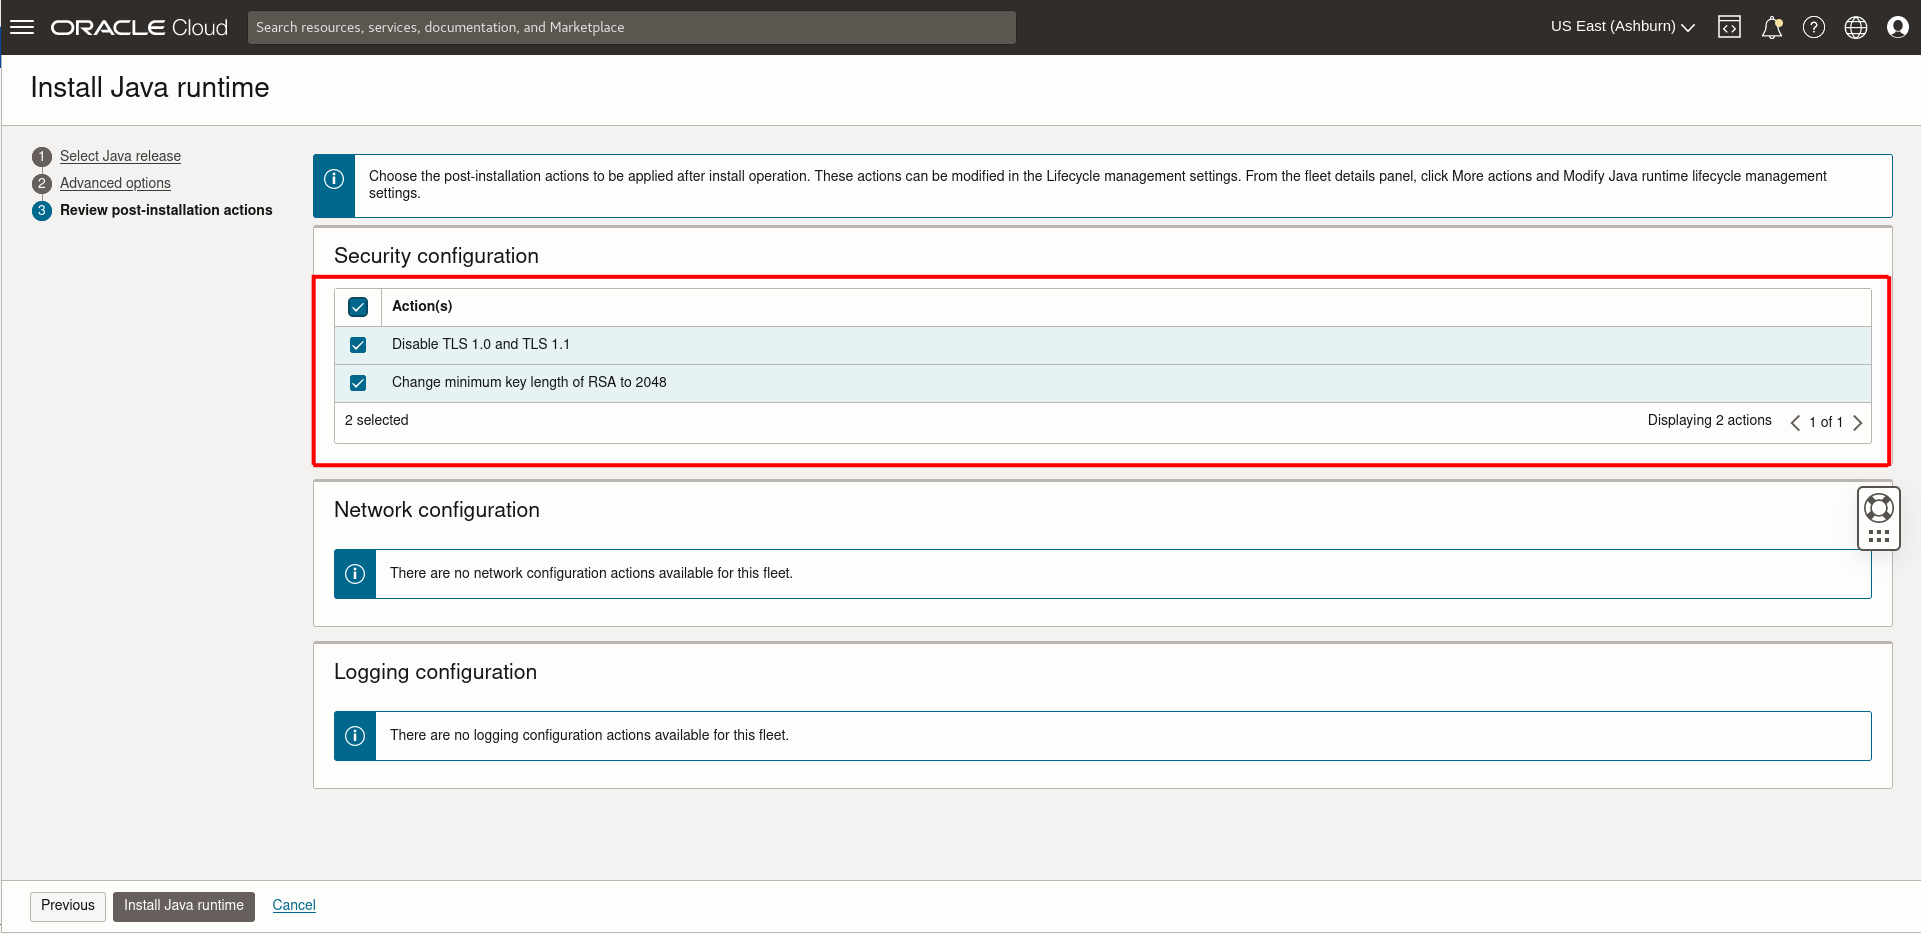 ORACLE Cloud
Search resources, services, documentation, and Marketplace
US East (Ashburn)
Install Java runtime
1 Select Java release
2 Advanced options
3 Review post-installation actions
Choose the post-installation actions to be applied after install operation. These actions can be modified in the Lifecycle management settings. From the fleet details panel, click More actions and Modify Java runtime lifecycle management
settings.
Security configuration
Action(s)
Disable TLS 1.0 and TLS 1.1
Change minimum key length of RSA to 2048
2 selected
Displaying 2 actions
1 of 1
Network configuration
There are no network configuration actions available for this fleet.
Logging configuration
There are no logging configuration actions available for this fleet.
Previous
Install Java runtime
Cancel